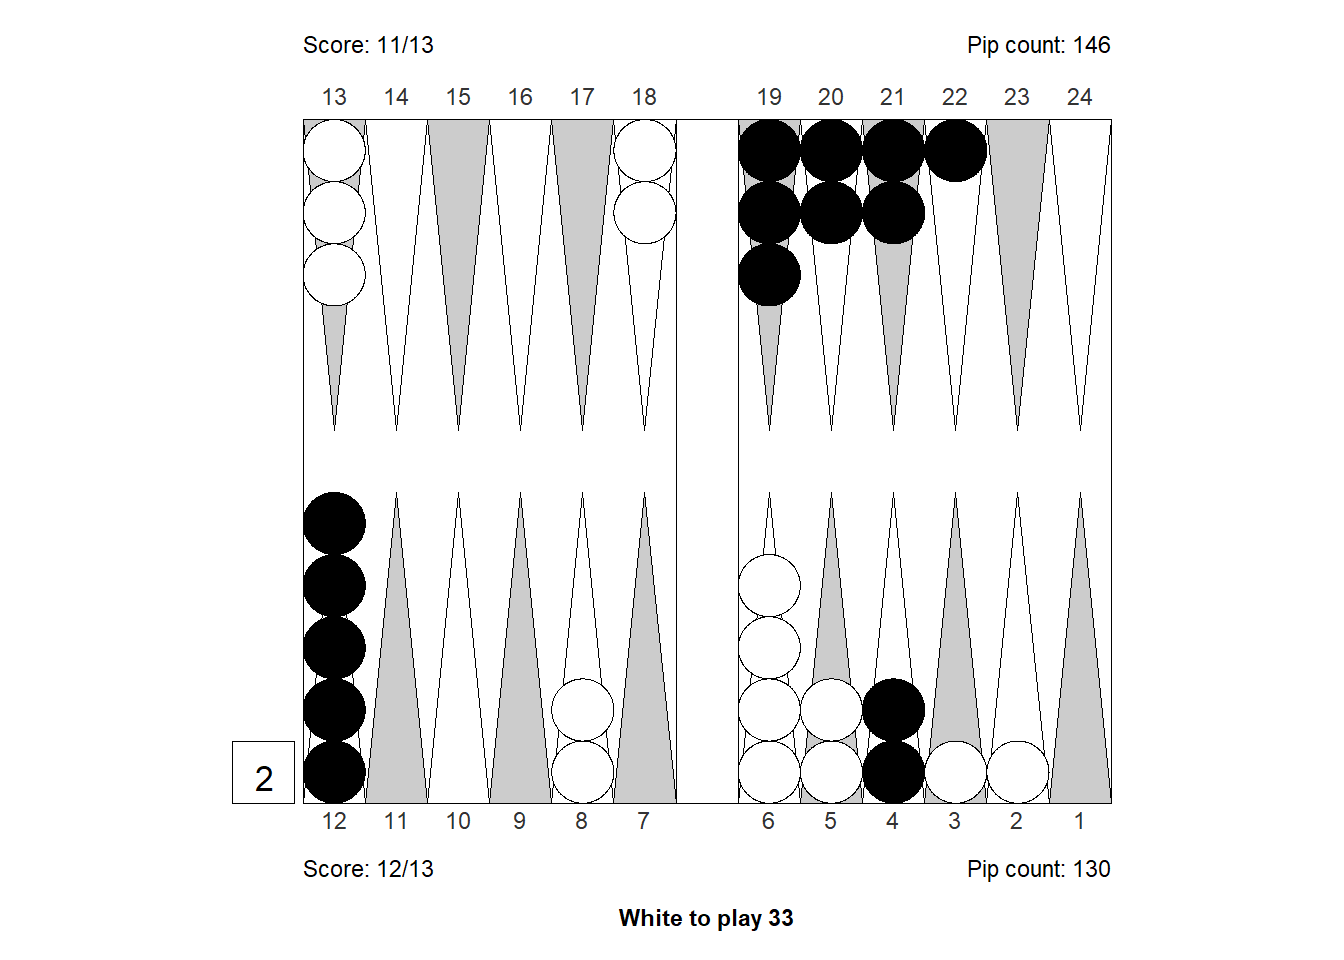 Score: 11/13 Pip count: 146
13 14 15 16 17 18 19 20 21 22 23 24
2
12 11 10 9 8 7 6 5 4 3 2 1
Score: 12/13 Pip count: 130
White to play 33